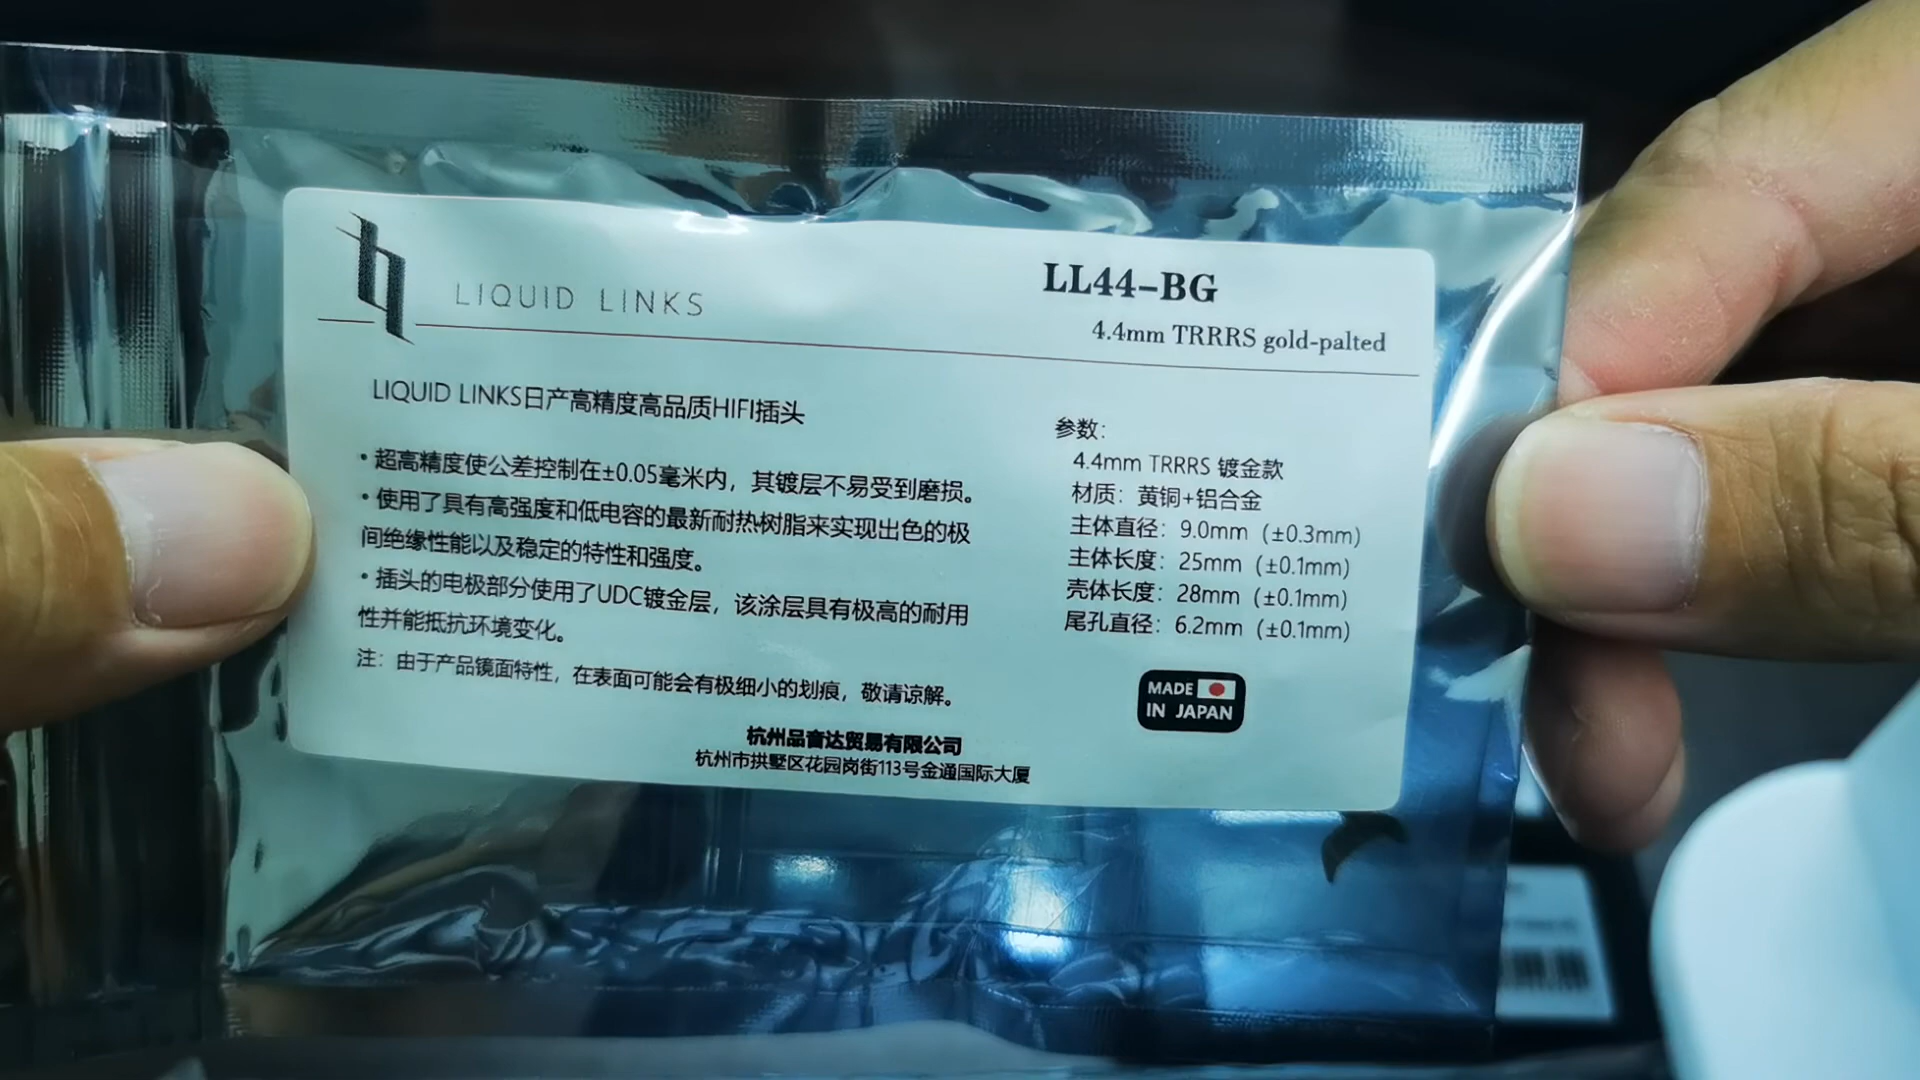 LIQUID LINKS
LL44-BG
4.4mm TRRRS gold-palted
LIQUID LINKS日产高精度高品质HIFI插头
• 超高精度使公差控制在±0.05毫米内，其镀层不易受到磨损。
• 使用了具有高强度和低电容的最新耐热树脂来实现出色的极
间绝缘性能以及稳定的特性和强度。
• 插头的电极部分使用了UDC镀金层，该涂层具有极高的耐用
性并能抵抗环境变化。
注：由于产品镜面特性，在表面可能会有极细小的划痕，敬请谅解。
参数：
4.4mm TRRRS 镀金款
材质：黄铜+铝合金
主体直径：9.0mm（±0.3mm）
主体长度：25mm（±0.1mm）
壳体长度：28mm（±0.1mm）
尾孔直径：6.2mm（±0.1mm）
MADE
IN JAPAN
杭州品音达贸易有限公司
杭州市拱墅区花园岗街113号金通国际大厦